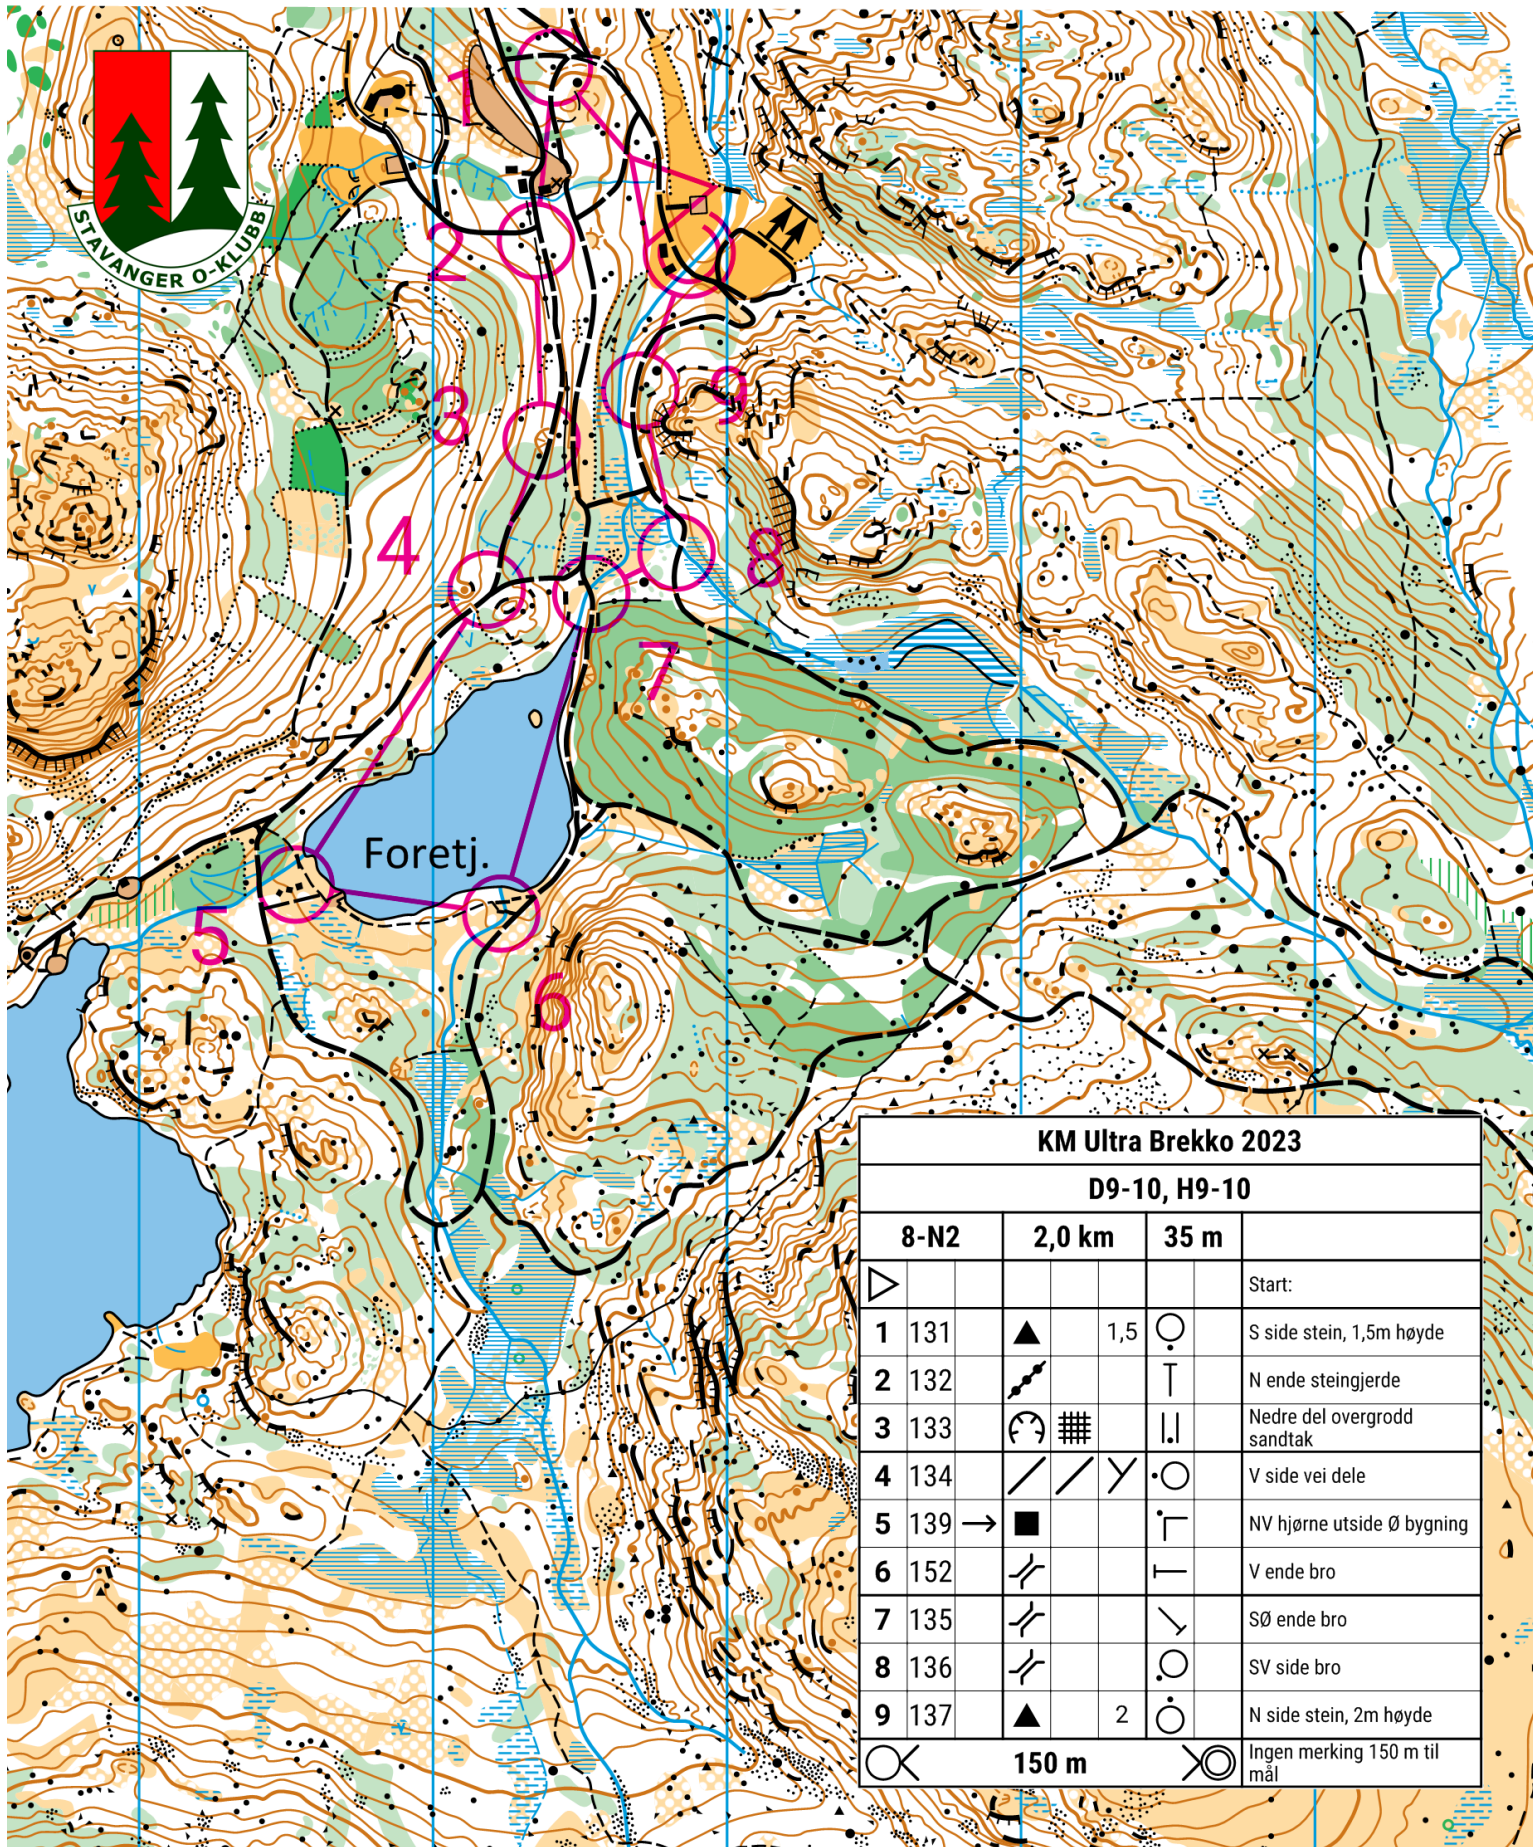 STAVANGER O-KLUBB
1
2
3
4
5
6
7
8
9
Foretj.
KM Ultra Brekko 2023
D9-10, H9-10
8-N2 2,0 km 35 m
Start:
1 131 1,5 S side stein, 1,5m høyde
2 132 N ende steingjerde
3 133 Nedre del overgrodd
sandtak
4 134 V side vei dele
5 139 NV hjørne utside Ø bygning
6 152 V ende bro
7 135 SØ ende bro
8 136 SV side bro
9 137 2 N side stein, 2m høyde
150 m Ingen merking 150 m til
mål